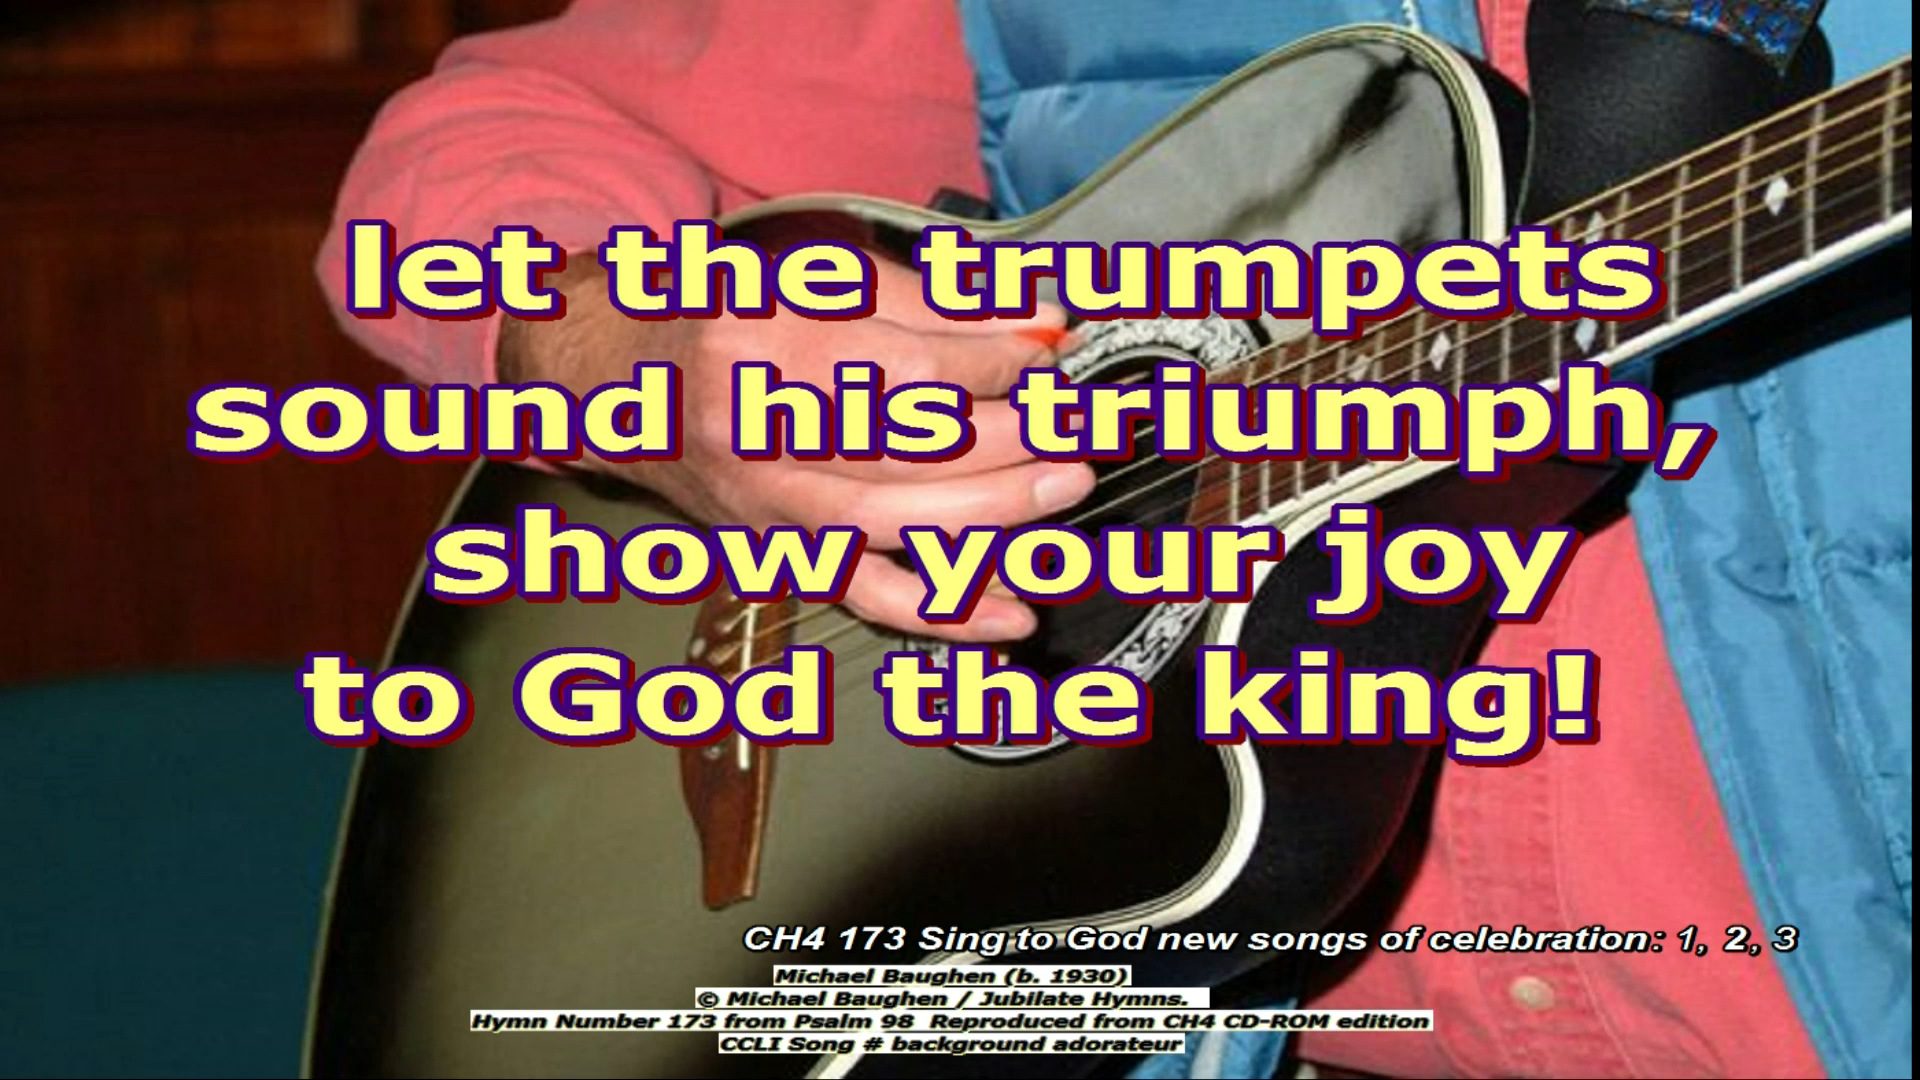 let the trumpets
sound his triumph,
show your joy
to God the king!
CH4 173 Sing to God new songs of celebration: 1, 2, 3
Michael Baughen (b. 1930)
© Michael Baughen / Jubilate Hymns.
Hymn Number 173 from Psalm 98 Reproduced from CH4 CD-ROM edition
CCLI Song # background adorateur